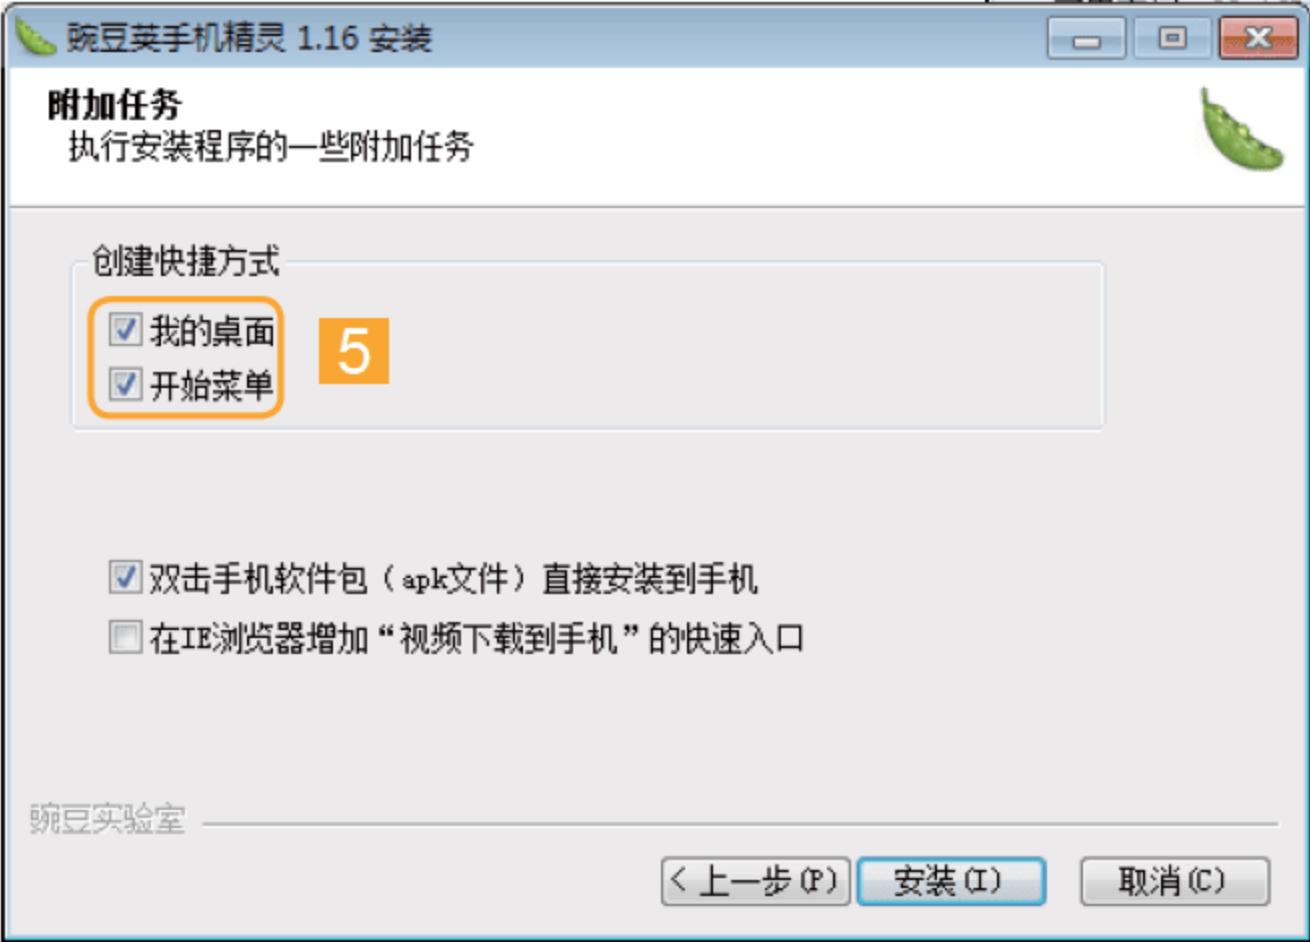 豌豆荚手机精灵 1.16 安装
附加任务
执行安装程序的一些附加任务
创建快捷方式
我的桌面
5
开始菜单
双击手机软件包（apk文件）直接安装到手机
在IE浏览器增加“视频下载到手机”的快速入口
豌豆实验室
< 上一步(P) 安装(I) 取消(C)